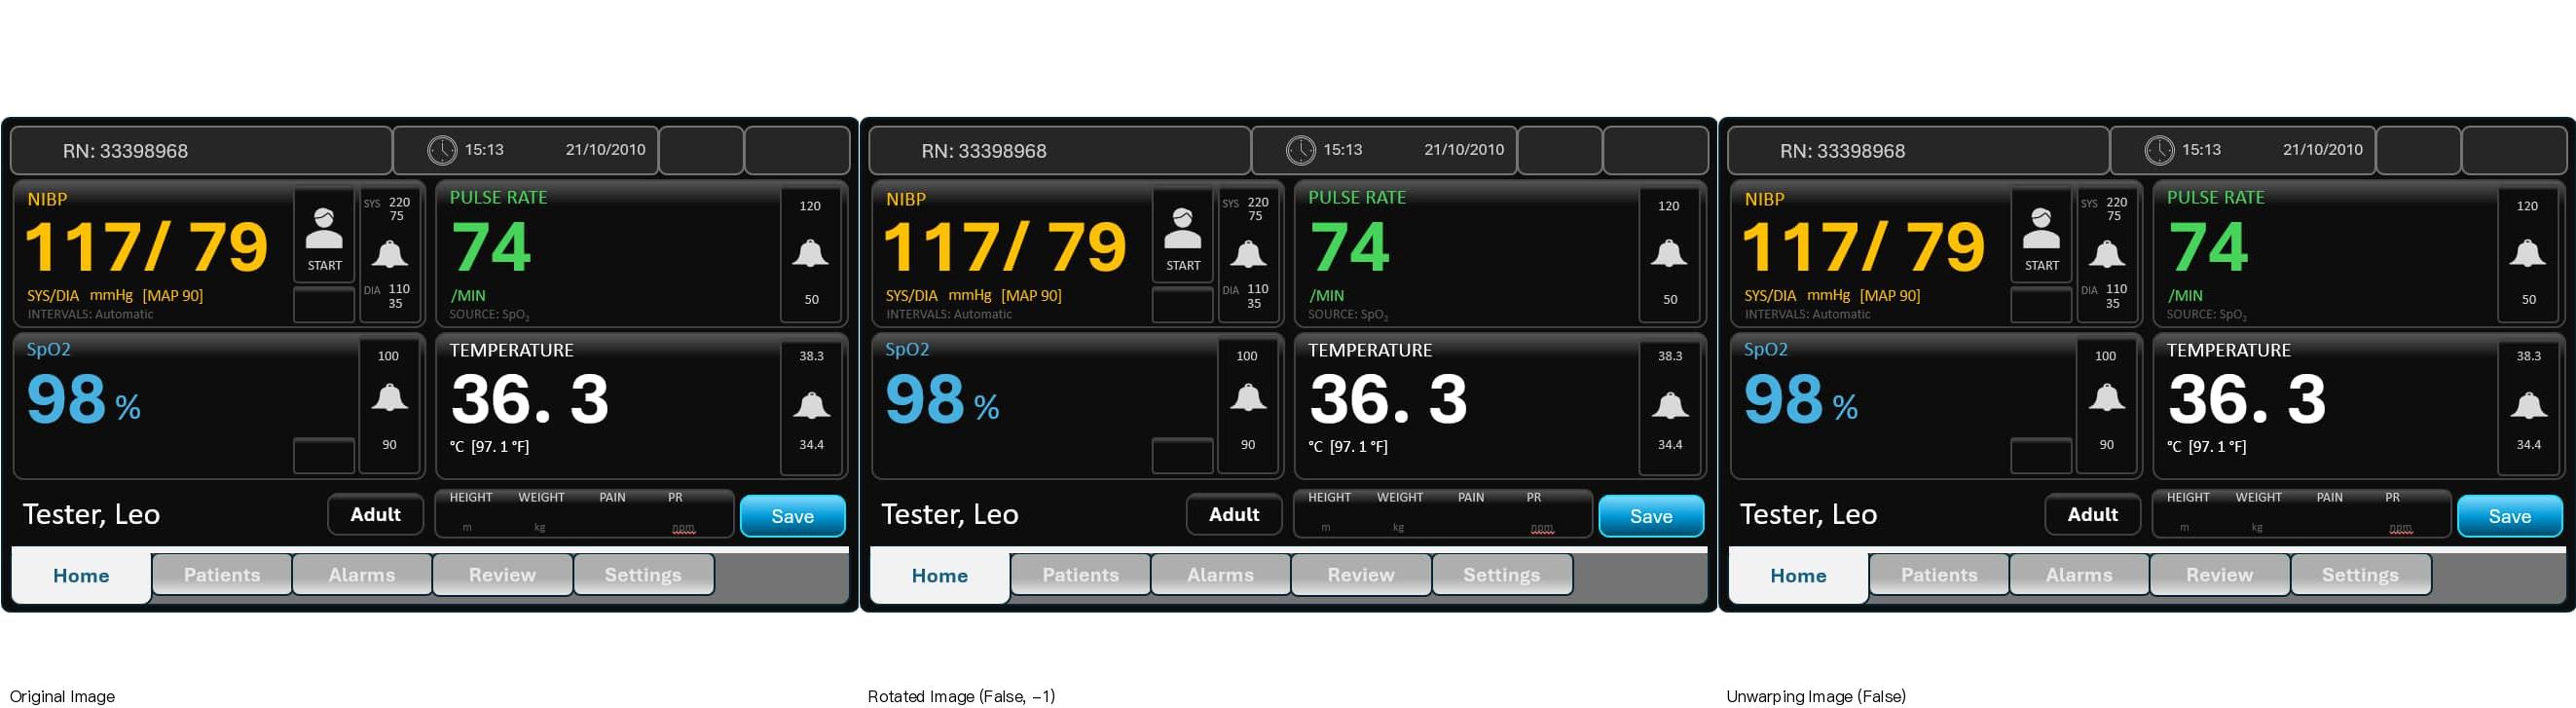 RN: 33398968
15:13 21/10/2010
NIBP
117/ 79
SYS/DIA mmHg [MAP 90]
INTERVALS: Automatic
START
SYS 220
75
DIA 110
35
PULSE RATE
74
/MIN
SOURCE: SpO₂
120
50
SpO2
98 %
100
90
TEMPERATURE
36. 3
°C [97. 1 °F]
38.3
34.4
Tester, Leo
Adult
HEIGHT WEIGHT PAIN PR
m kg npm
Save
Home Patients Alarms Review Settings
Original Image
RN: 33398968
15:13 21/10/2010
NIBP
117/ 79
SYS/DIA mmHg [MAP 90]
INTERVALS: Automatic
START
SYS 220
75
DIA 110
35
PULSE RATE
74
/MIN
SOURCE: SpO₂
120
50
SpO2
98 %
100
90
TEMPERATURE
36. 3
°C [97. 1 °F]
38.3
34.4
Tester, Leo
Adult
HEIGHT WEIGHT PAIN PR
m kg npm
Save
Home Patients Alarms Review Settings
Rotated Image (False, -1)
RN: 33398968
15:13 21/10/2010
NIBP
117/ 79
SYS/DIA mmHg [MAP 90]
INTERVALS: Automatic
START
SYS 220
75
DIA 110
35
PULSE RATE
74
/MIN
SOURCE: SpO₂
120
50
SpO2
98 %
100
90
TEMPERATURE
36. 3
°C [97. 1 °F]
38.3
34.4
Tester, Leo
Adult
HEIGHT WEIGHT PAIN PR
m kg npm
Save
Home Patients Alarms Review Settings
Unwarping Image (False)